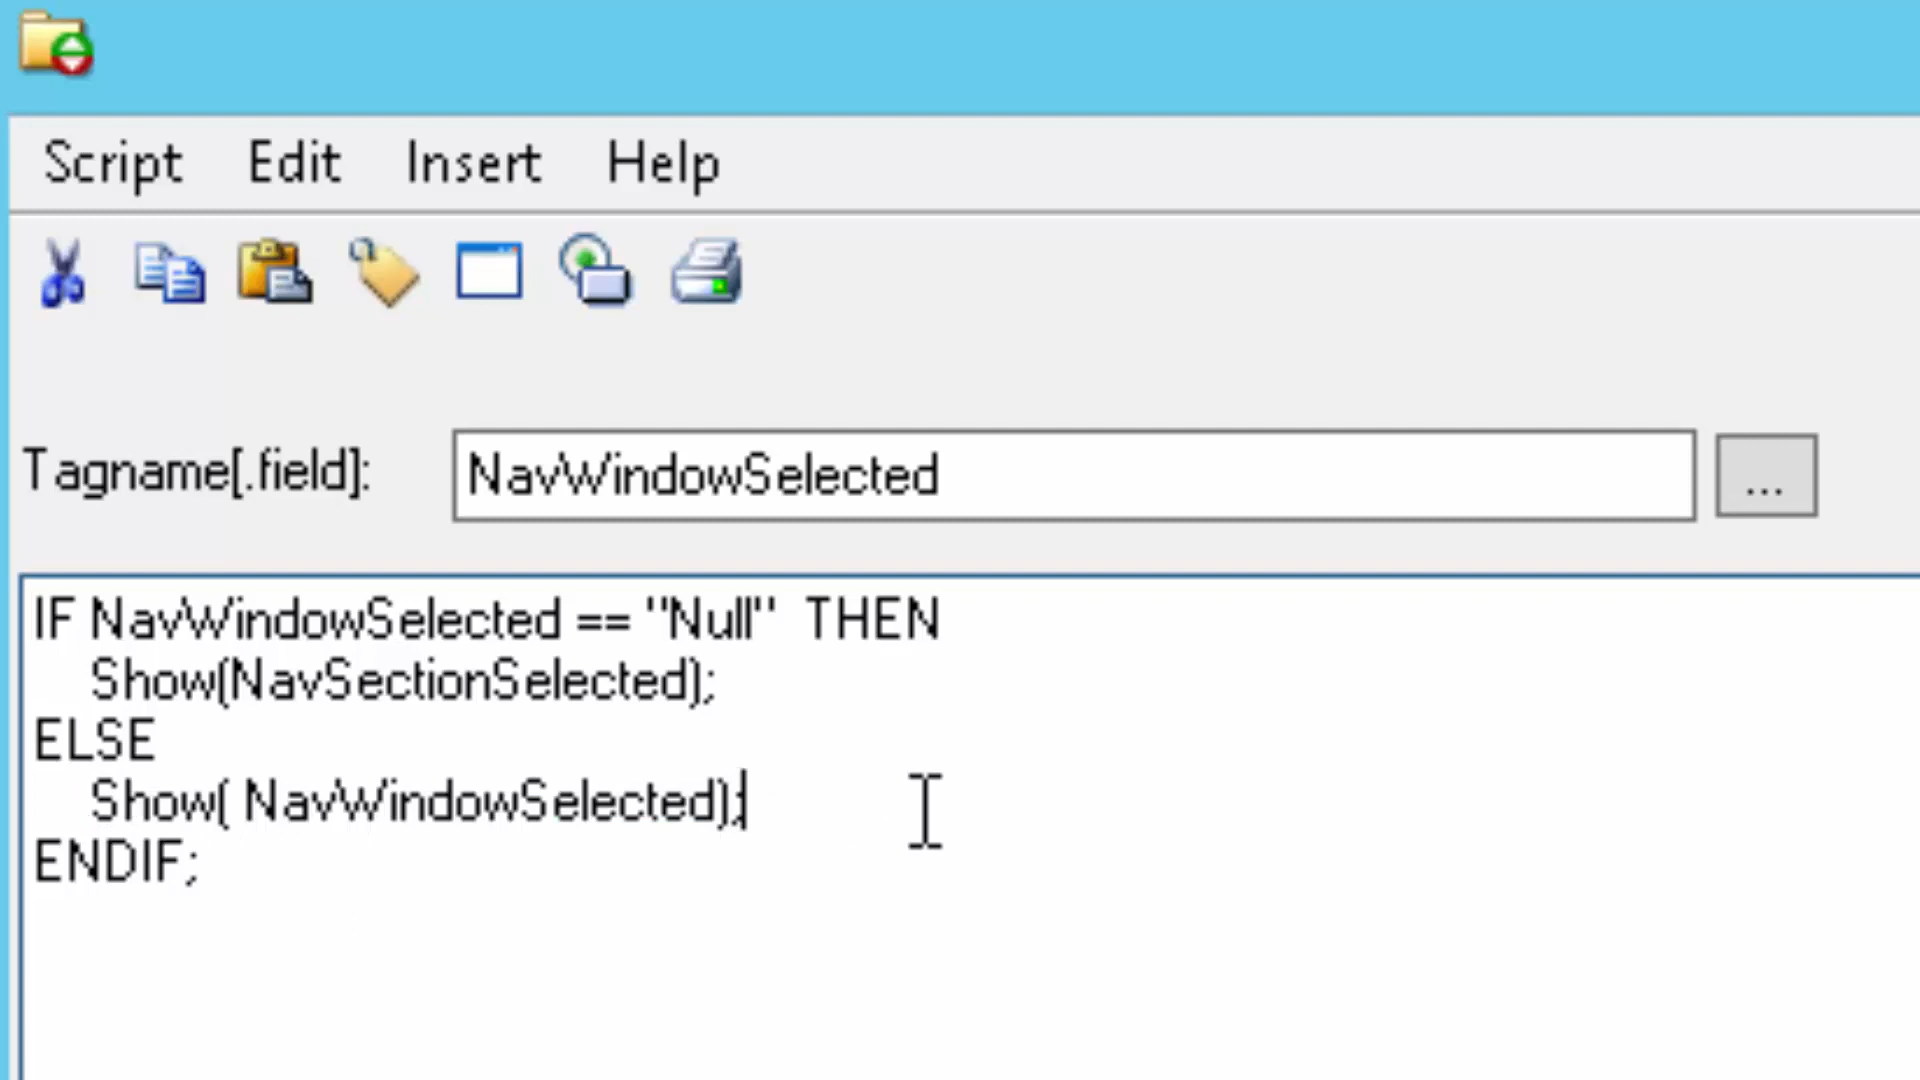 Script Edit Insert Help
Tagname[.field]: NavWindowSelected ...
IF NavWindowSelected == "Null" THEN
Show(NavSectionSelected);
ELSE
Show( NavWindowSelected);
ENDIF;